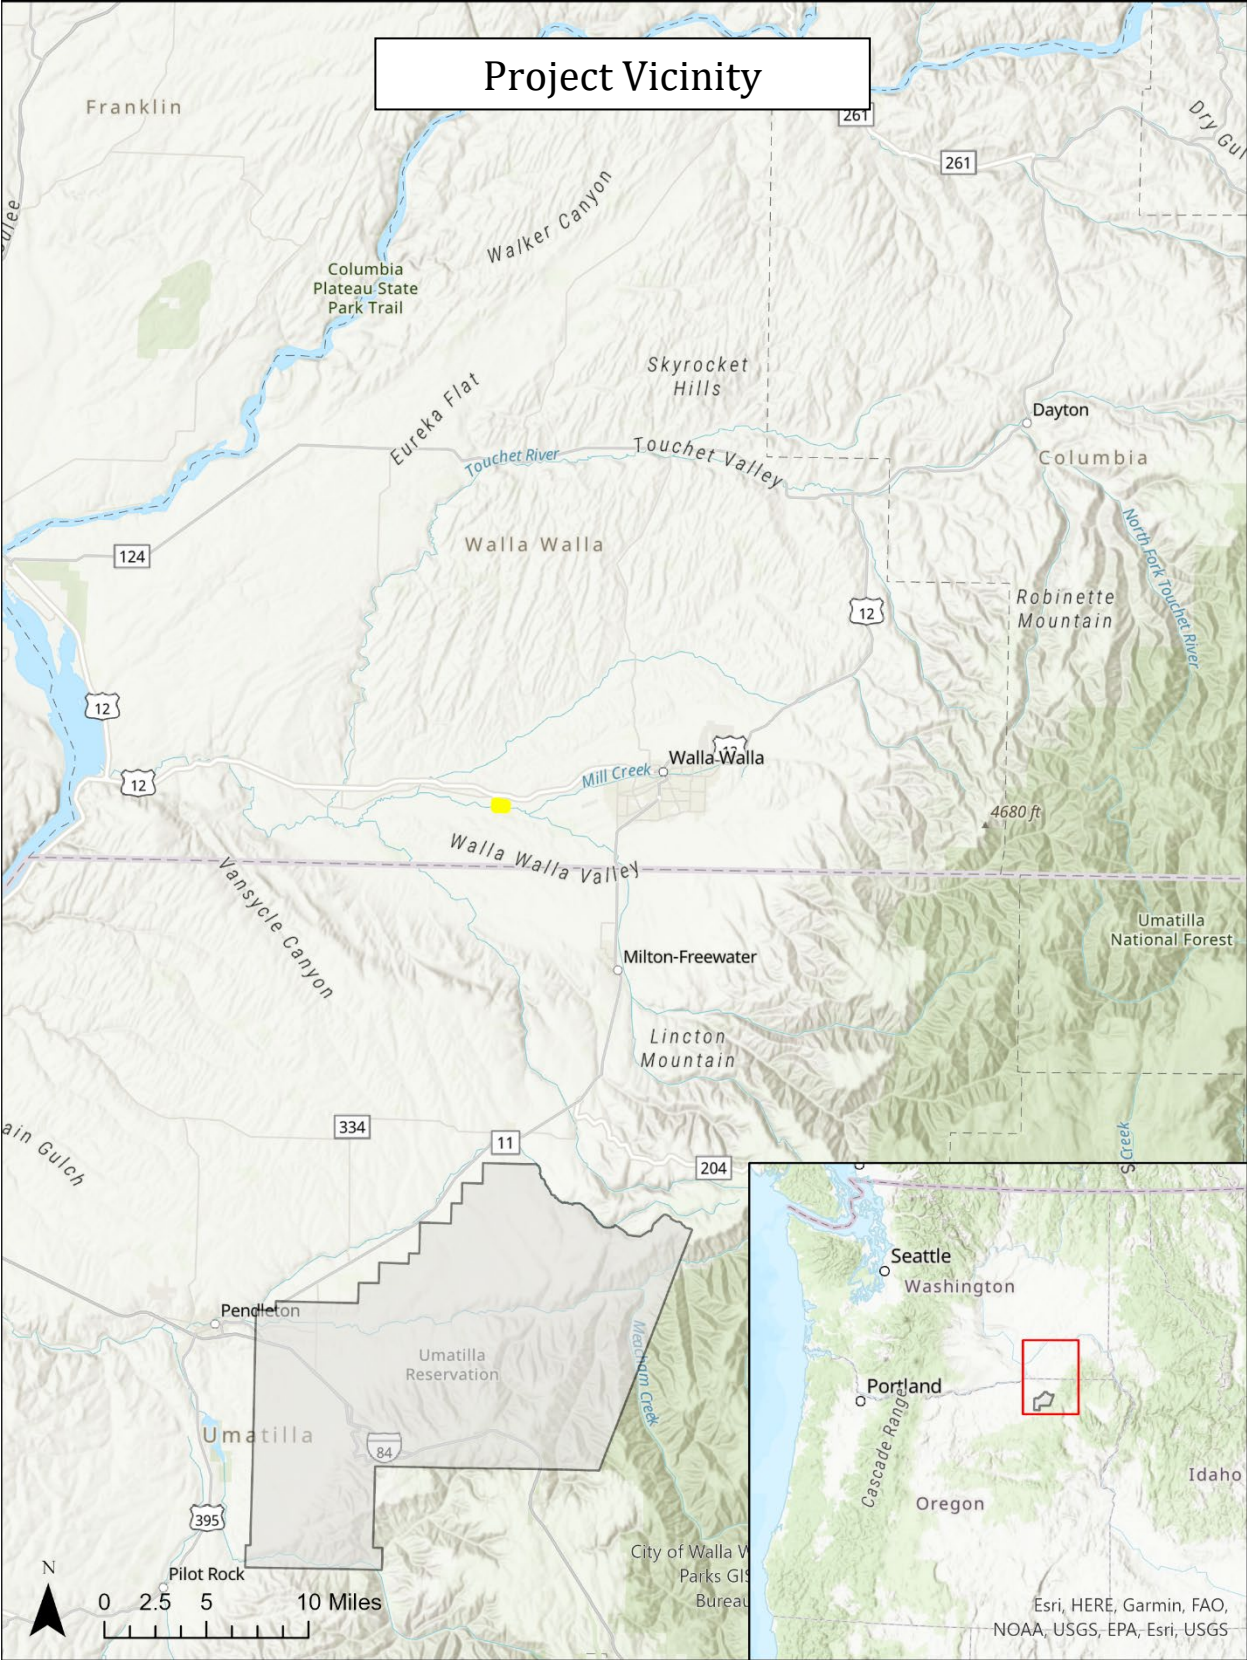 Project Vicinity
Franklin
261
261
Dry Gul
ulee
Walker Canyon
Columbia
Plateau State
Park Trail
Skyrocket
Hills
Eureka Flat
Dayton
Touchet River
Touchet Valley
Columbia
124
Walla Walla
North Fork Touchet River
Robinette
Mountain
12
12
12
12
Walla Walla
Mill Creek
4680 ft
Walla Walla Valley
Vansycle Canyon
Umatilla
National Forest
Milton-Freewater
Lincton
Mountain
334
11
ain Gulch
204
Creek
Pendleton
Umatilla
Reservation
Meacham Creek
Umatilla
84
395
Pilot Rock
City of Walla W
Parks GIS
Bureau
N
0 2.5 5 10 Miles
Seattle
Washington
Portland
Cascade Range
Idaho
Oregon
Esri, HERE, Garmin, FAO,
NOAA, USGS, EPA, Esri, USGS